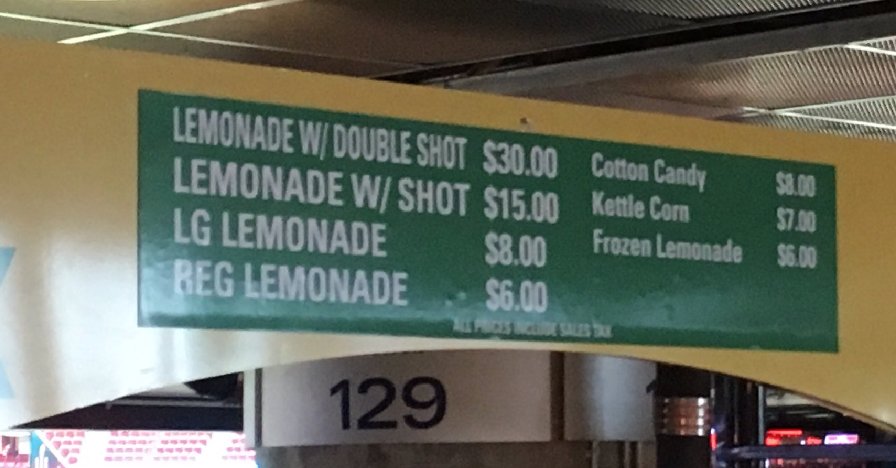 LEMONADE W/ DOUBLE SHOT $30.00
LEMONADE W/ SHOT $15.00
LG LEMONADE $8.00
REG LEMONADE $6.00
Cotton Candy $8.00
Kettle Corn $7.00
Frozen Lemonade $6.00
ALL PRICES INCLUDE SALES TAX
129